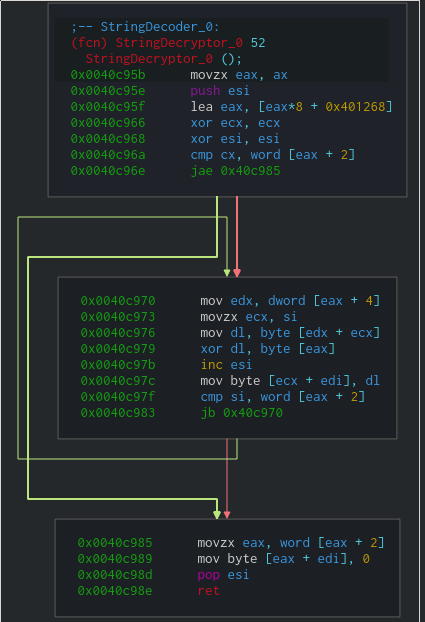 ;-- StringDecoder_0:
(fcn) StringDecryptor_0 52
StringDecryptor_0 ();
0x0040c95b movzx eax, ax
0x0040c95e push esi
0x0040c95f lea eax, [eax*8 + 0x401268]
0x0040c966 xor ecx, ecx
0x0040c968 xor esi, esi
0x0040c96a cmp cx, word [eax + 2]
0x0040c96e jae 0x40c985
0x0040c970 mov edx, dword [eax + 4]
0x0040c973 movzx ecx, si
0x0040c976 mov dl, byte [edx + ecx]
0x0040c979 xor dl, byte [eax]
0x0040c97b inc esi
0x0040c97c mov byte [ecx + edi], dl
0x0040c97f cmp si, word [eax + 2]
0x0040c983 jb 0x40c970
0x0040c985 movzx eax, word [eax + 2]
0x0040c989 mov byte [eax + edi], 0
0x0040c98d pop esi
0x0040c98e ret